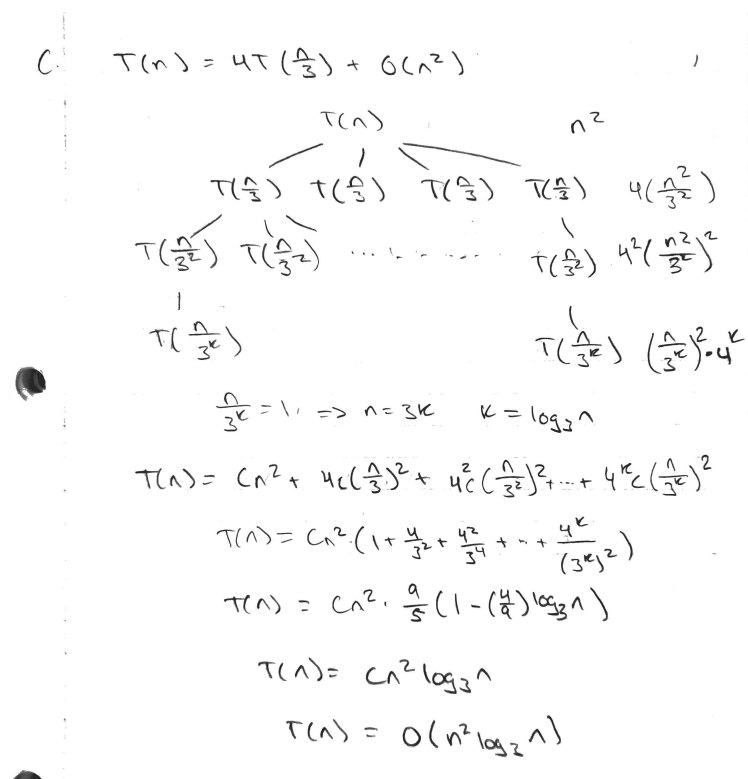 C. T(n) = 4T(n/3) + O(n²)
T(n) n²
T(n/3) T(n/3) T(n/3) T(n/3) 4(n²/3²)
T(n/3²) T(n/3²) ........ T(n/3²) 4²(n²/3²)²
T(n/3ᵏ) T(n/3ᵏ) (n/3ᵏ)²·4ᵏ
n/3ᵏ = 1, => n = 3k k = log₃n
T(n) = Cn² + 4c(n/3)² + 4²c(n/3²)² + ... + 4ᵏc(n/3ᵏ)²
T(n) = Cn²·(1 + 4/3² + 4²/3⁴ + ... + 4ᵏ/(3ᵏ)²)
T(n) = Cn² · 9/5 (1 - (4/9) log₃n)
T(n) = Cn² log₃n
T(n) = O(n² log₃n)